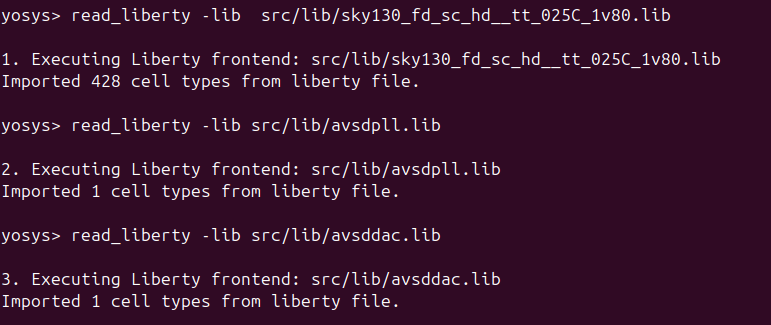 yosys> read_liberty -lib  src/lib/sky130_fd_sc_hd__tt_025C_1v80.lib
1. Executing Liberty frontend: src/lib/sky130_fd_sc_hd__tt_025C_1v80.lib
Imported 428 cell types from liberty file.
yosys> read_liberty -lib src/lib/avsdpll.lib
2. Executing Liberty frontend: src/lib/avsdpll.lib
Imported 1 cell types from liberty file.
yosys> read_liberty -lib src/lib/avsddac.lib
3. Executing Liberty frontend: src/lib/avsddac.lib
Imported 1 cell types from liberty file.